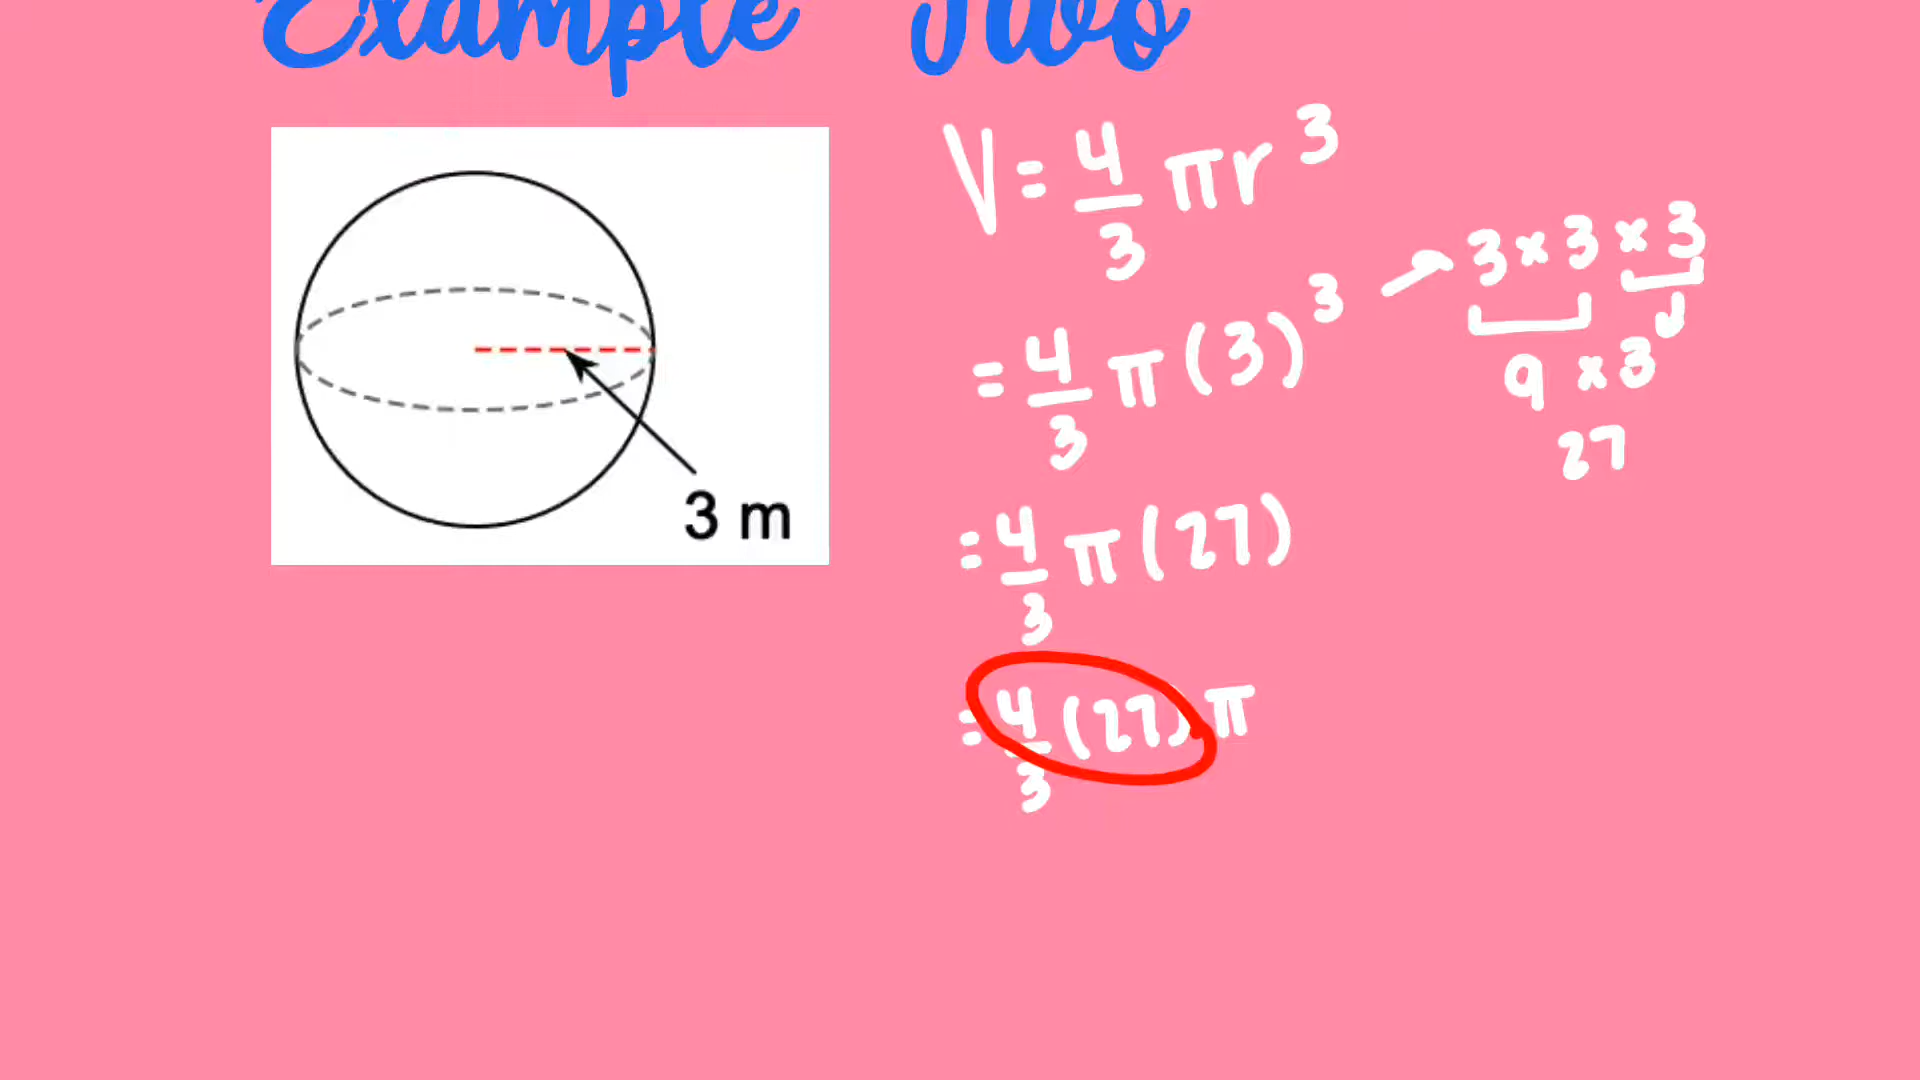 Example Two
3 m
V = 4/3 πr³
= 4/3 π(3)³ → 3 × 3 × 3
9 × 3
27
= 4/3 π(27)
= 4/3 (27) π